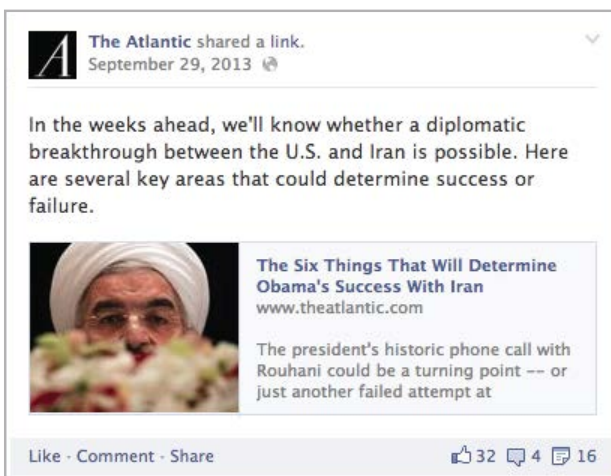 A
The Atlantic shared a link.
September 29, 2013
In the weeks ahead, we'll know whether a diplomatic
breakthrough between the U.S. and Iran is possible. Here
are several key areas that could determine success or
failure.
The Six Things That Will Determine
Obama's Success With Iran
www.theatlantic.com
The president's historic phone call with
Rouhani could be a turning point -- or
just another failed attempt at
Like · Comment · Share 32 4 16